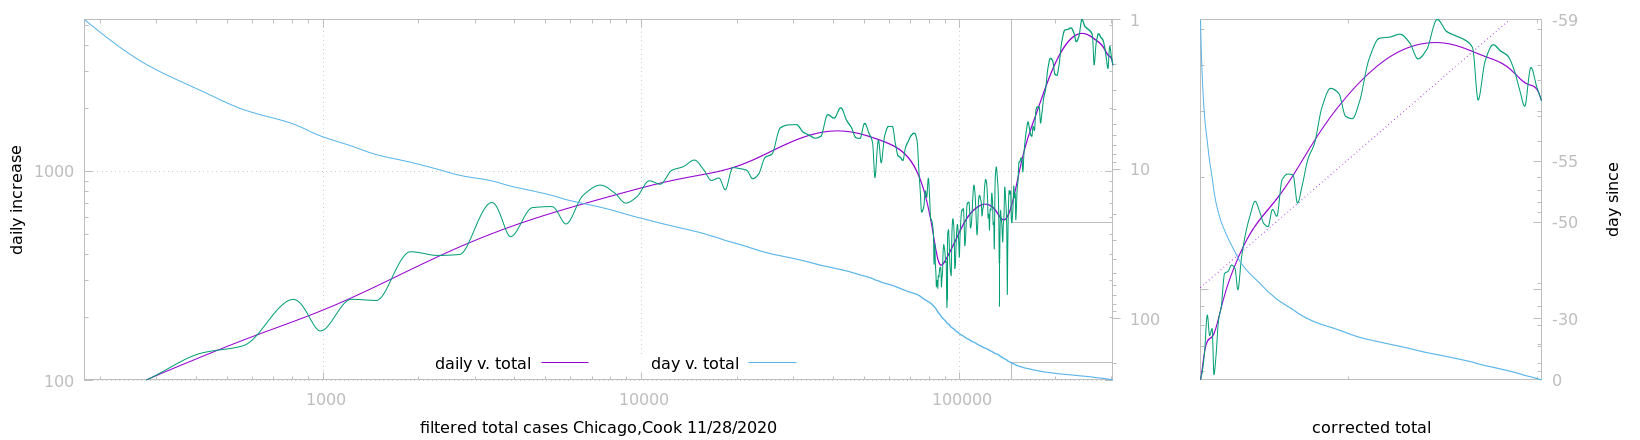 1
-59
daily increase
1000
10
-55
-50
day since
100
-30
daily v. total
day v. total
100
0
1000
10000
100000
filtered total cases Chicago,Cook 11/28/2020
corrected total